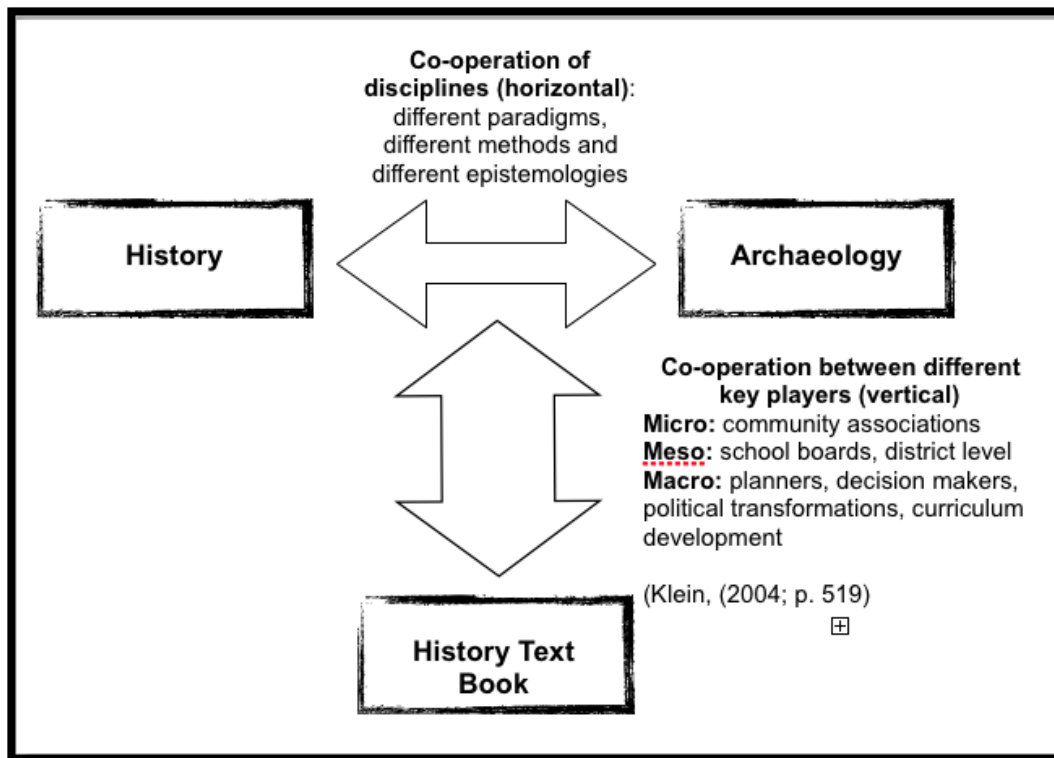 Co-operation of
disciplines (horizontal):
different paradigms,
different methods and
different epistemologies
History
Archaeology
Co-operation between different
key players (vertical)
Micro: community associations
Meso: school boards, district level
Macro: planners, decision makers,
political transformations, curriculum
development
(Klein, (2004; p. 519)
History Text
Book